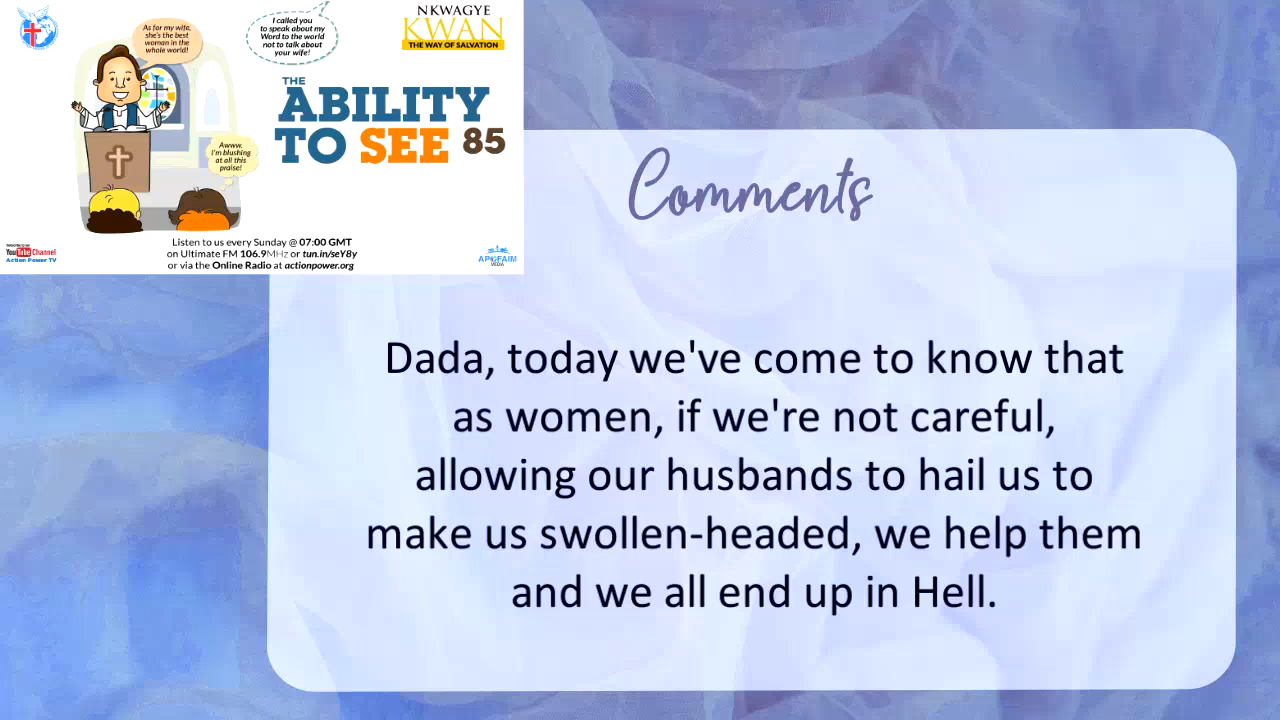 As for my wife,
she's the best
woman in the
whole world!
I called you
to speak about my
Word to the world
not to talk about
your wife!
NKWAGYE
KWAN
THE WAY OF SALVATION
THE
ABILITY
TO SEE 85
Awww,
I'm blushing
at all this
praise!
Listen to us every Sunday @ 07:00 GMT
on Ultimate FM 106.9MHz or tun.in/seY8y
or via the Online Radio at actionpower.org
YouTube Channel
Action Power TV
APOFAIM
MEDIA
Comments
Dada, today we've come to know that
as women, if we're not careful,
allowing our husbands to hail us to
make us swollen-headed, we help them
and we all end up in Hell.